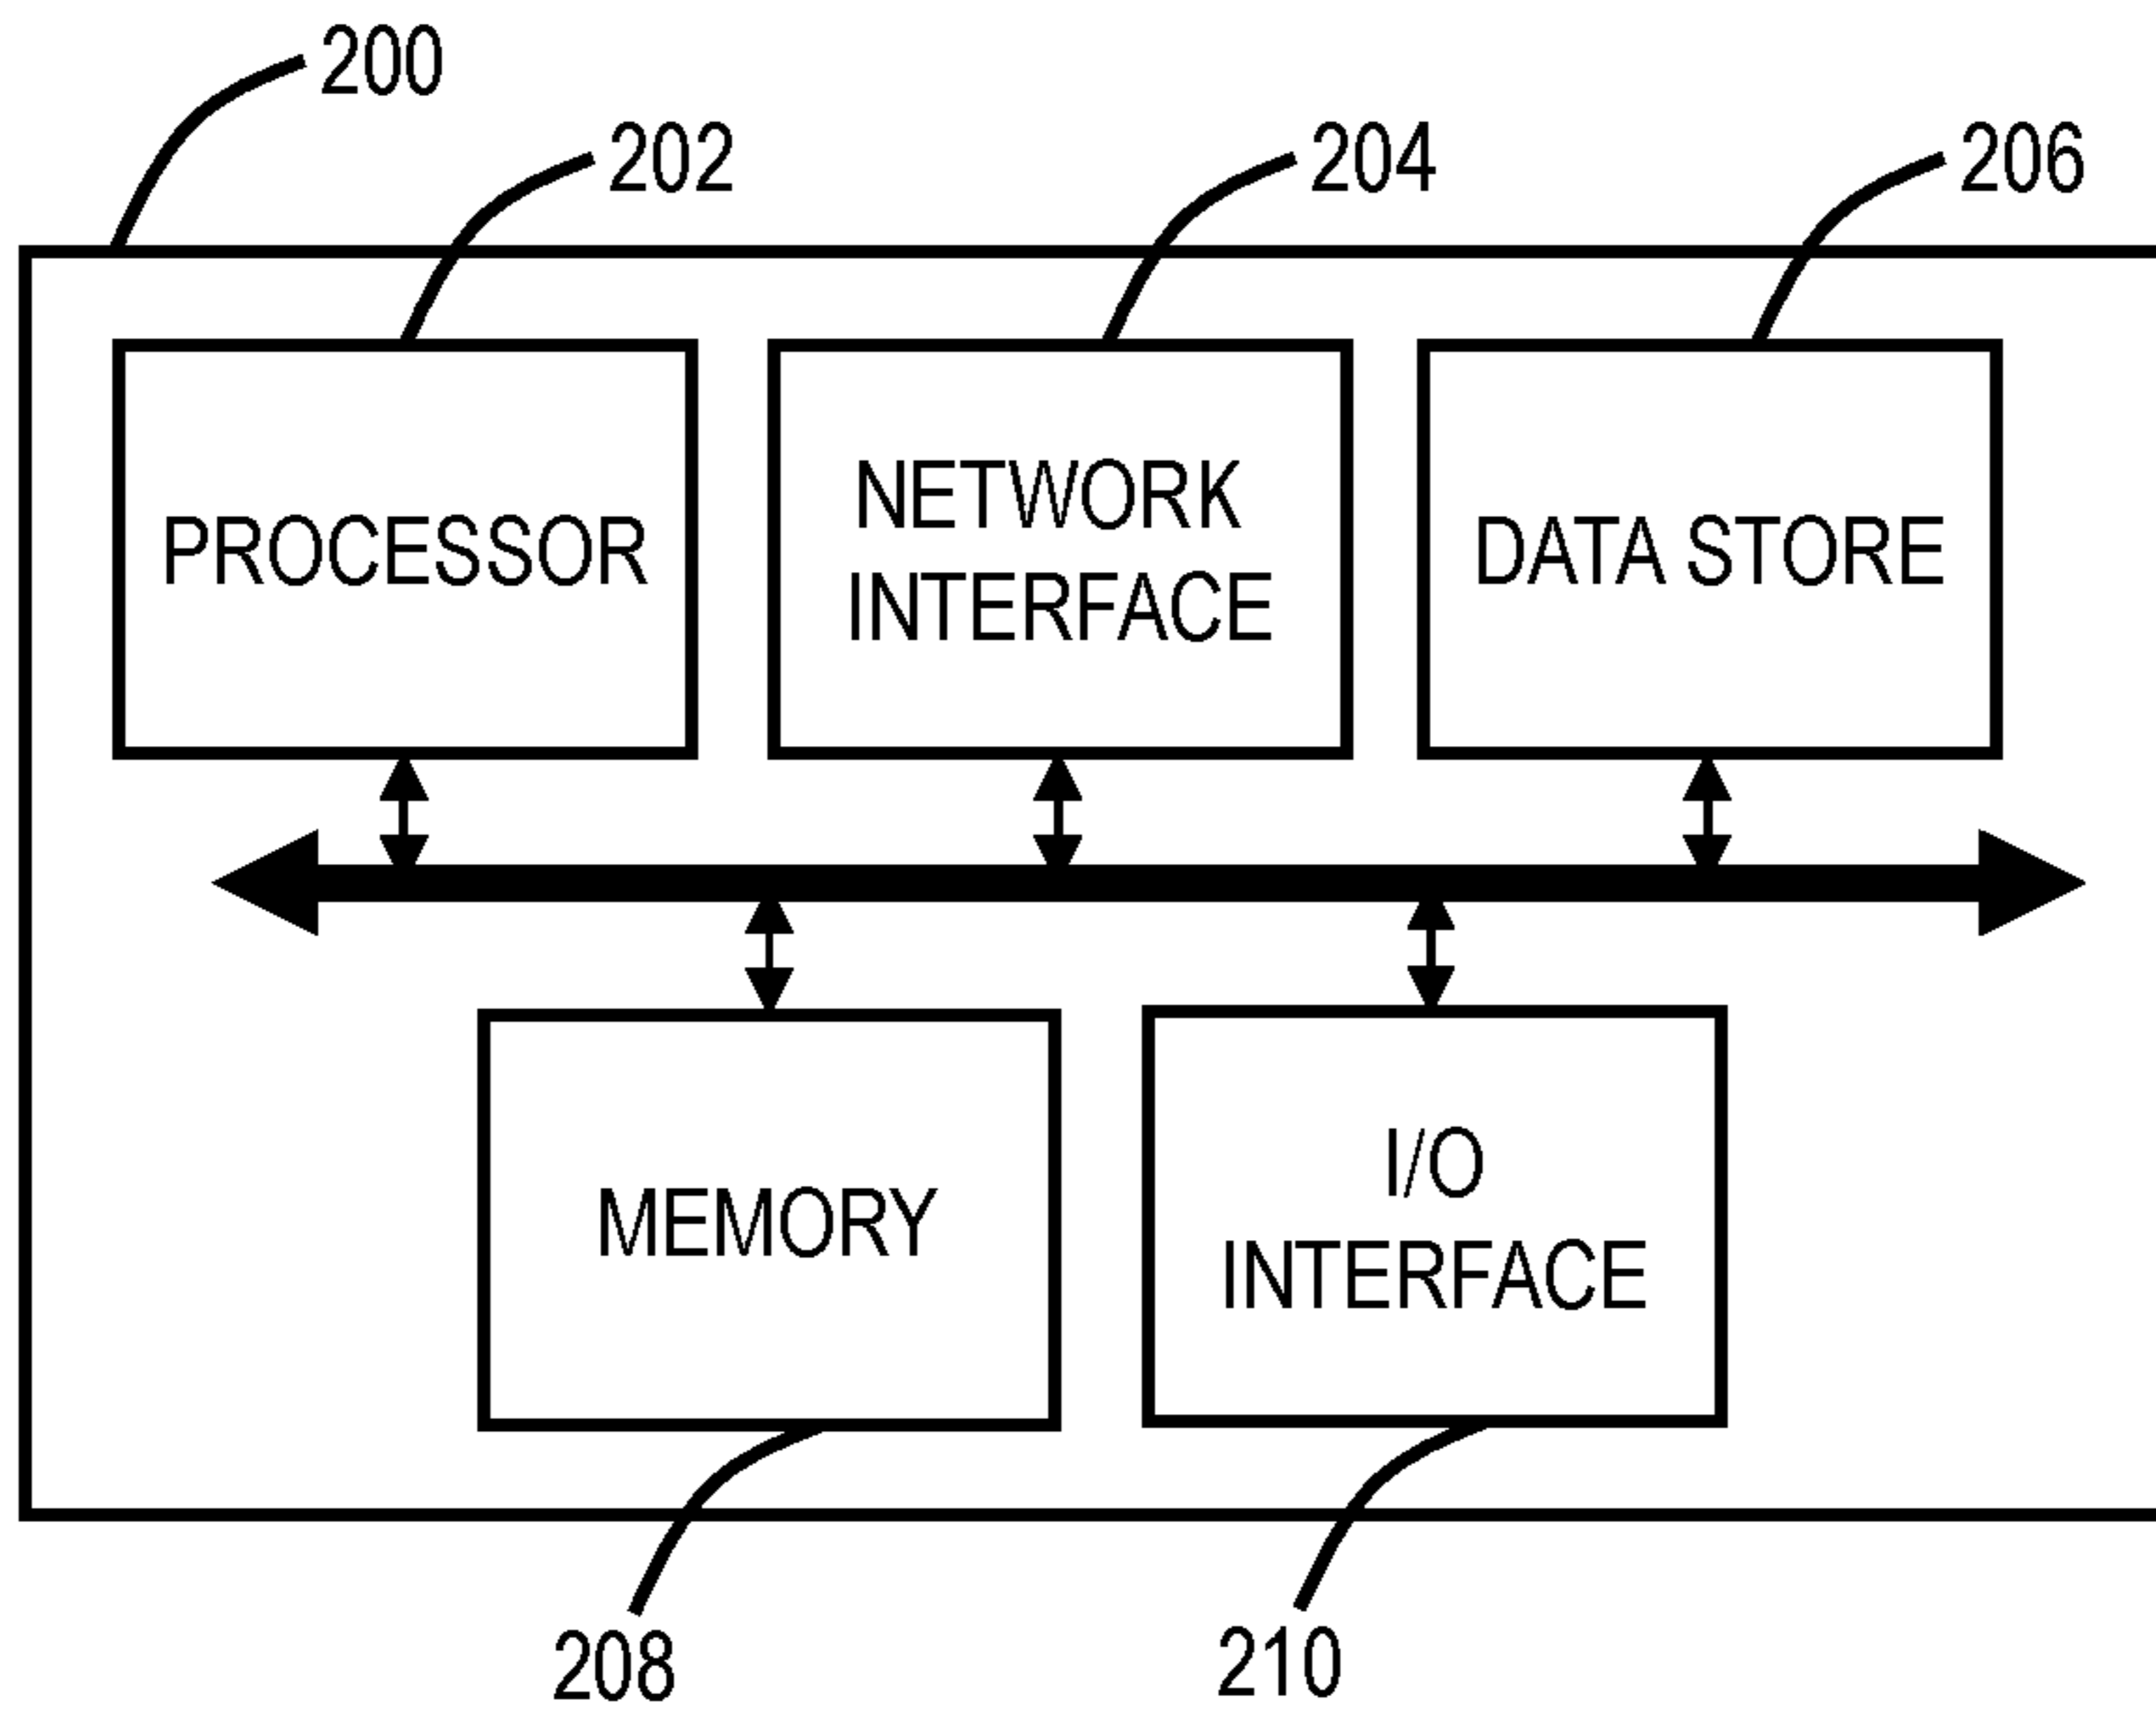 200
202
204
206
PROCESSOR
NETWORK
INTERFACE
DATA STORE
MEMORY
I/O
INTERFACE
208
210